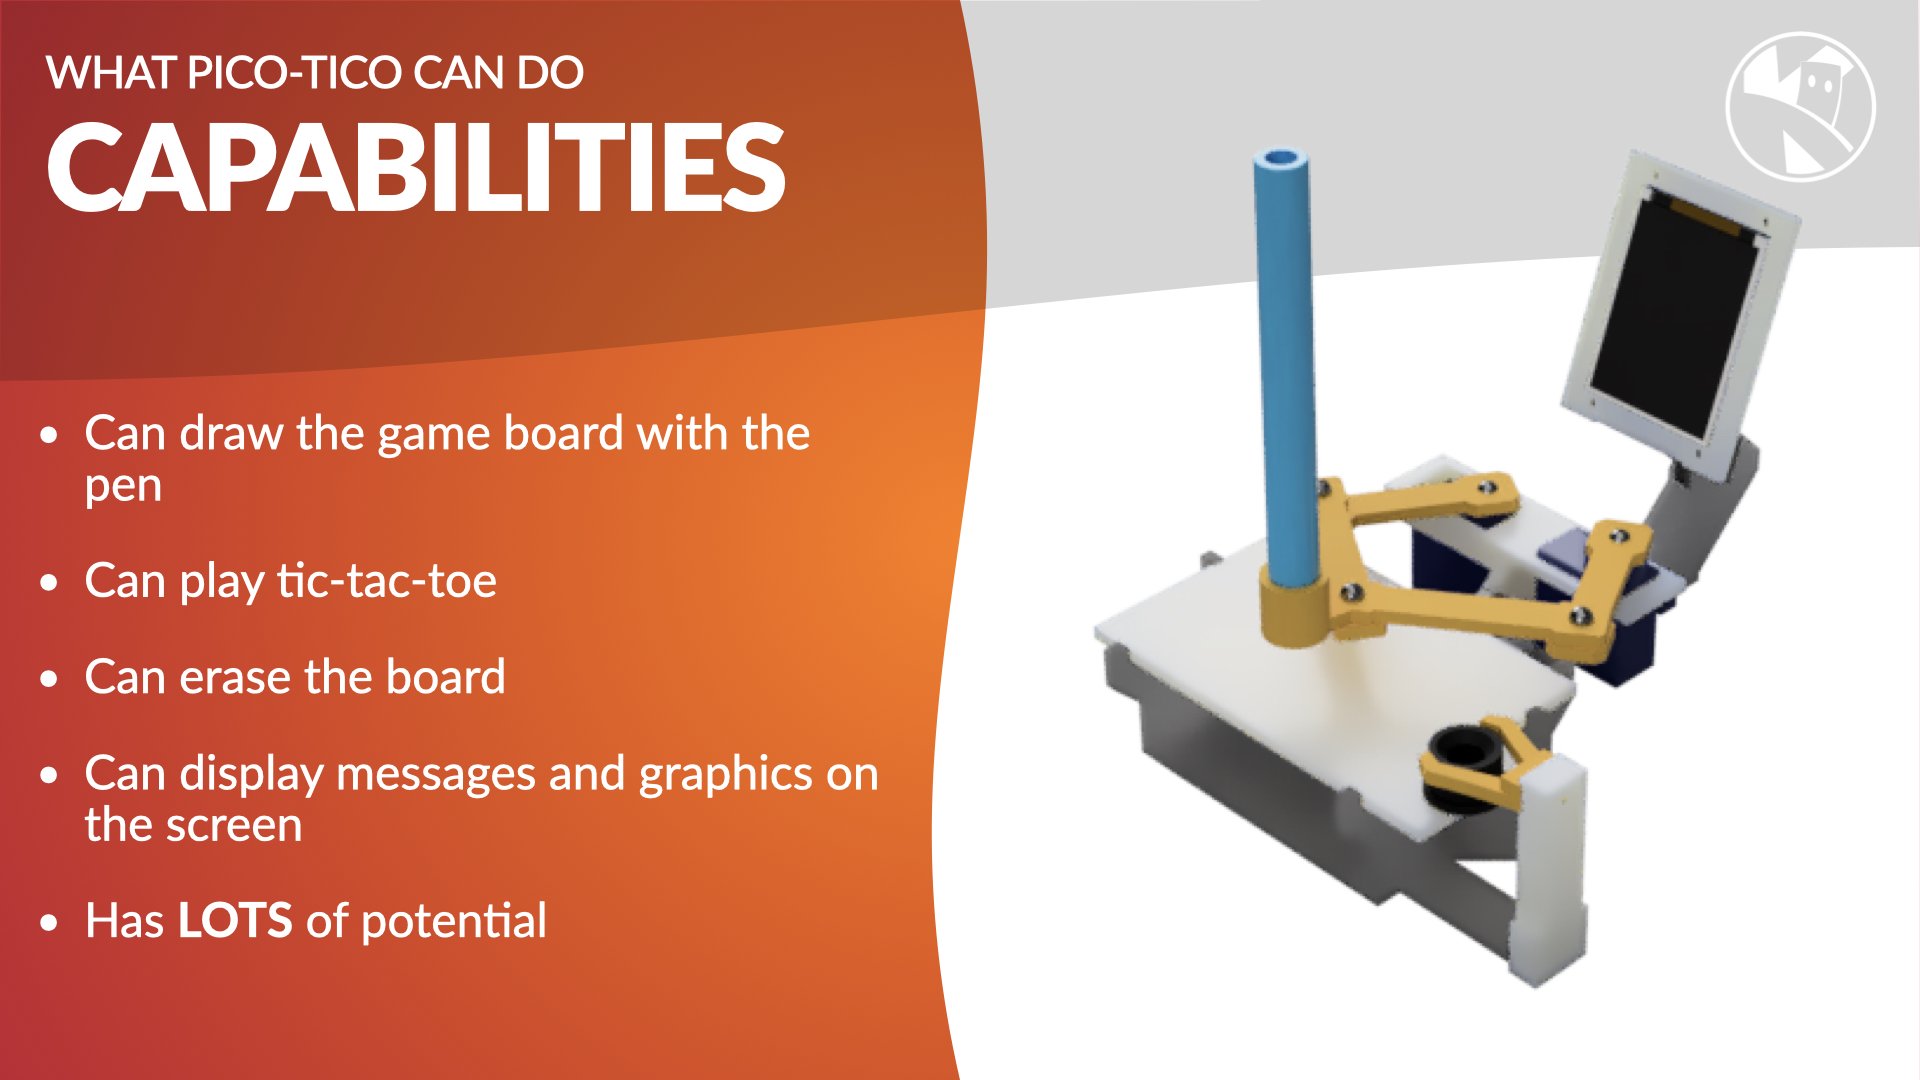 WHAT PICO-TICO CAN DO
CAPABILITIES
• Can draw the game board with the
pen
• Can play tic-tac-toe
• Can erase the board
• Can display messages and graphics on
the screen
• Has LOTS of potential